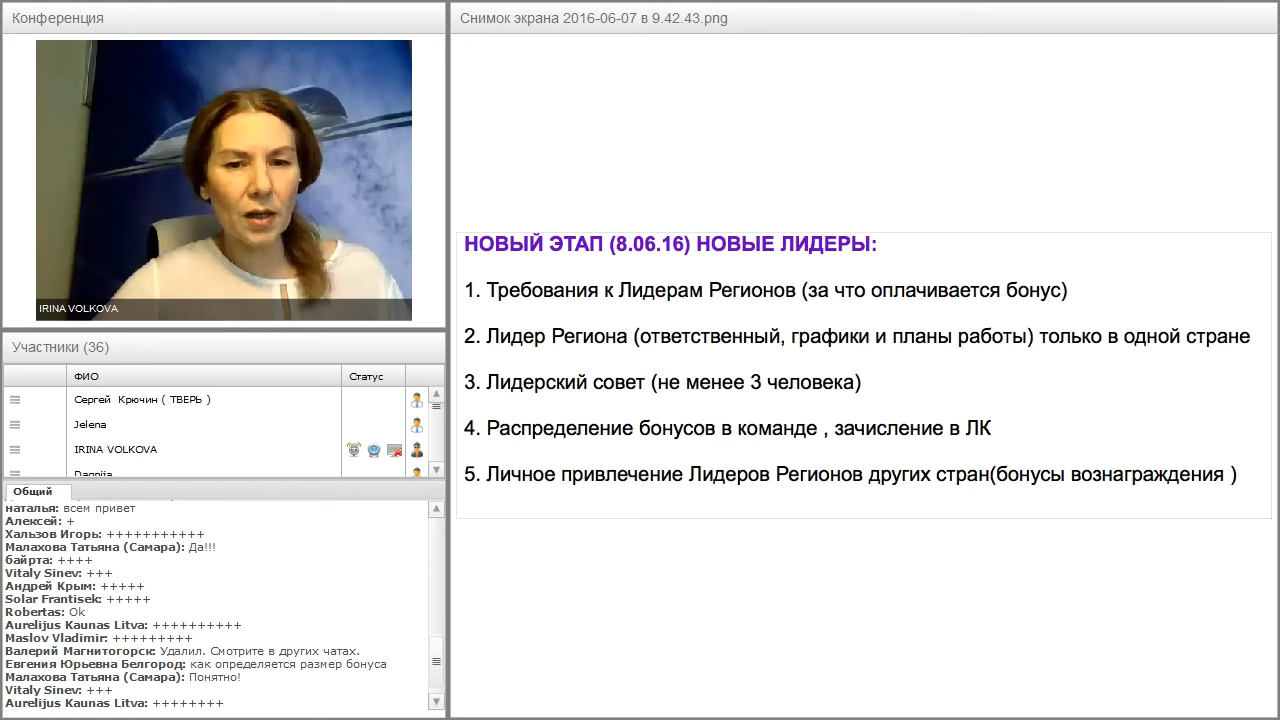 Конференция
IRINA VOLKOVA
Участники (36)
ФИО Статус
Сергей Крючин ( ТВЕРЬ )
Jelena
IRINA VOLKOVA
Dagnija
Общий
наталья: всем привет
Алексей: +
Хальзов Игорь: +++++++++++
Малахова Татьяна (Самара): Да!!!
байрта: ++++
Vitaly Sinev: +++
Андрей Крым: +++++
Solar Frantisek: +++++
Robertas: Ok
Aurelijus Kaunas Litva: ++++++++++
Maslov Vladimir: +++++++++
Валерий Магнитогорск: Удалил. Смотрите в других чатах.
Евгения Юрьевна Белгород: как определяется размер бонуса
Малахова Татьяна (Самара): Понятно!
Vitaly Sinev: +++
Aurelijus Kaunas Litva: ++++++++
Снимок экрана 2016-06-07 в 9.42.43.png
НОВЫЙ ЭТАП (8.06.16) НОВЫЕ ЛИДЕРЫ:
1. Требования к Лидерам Регионов (за что оплачивается бонус)
2. Лидер Региона (ответственный, графики и планы работы) только в одной стране
3. Лидерский совет (не менее 3 человека)
4. Распределение бонусов в команде , зачисление в ЛК
5. Личное привлечение Лидеров Регионов других стран(бонусы вознаграждения )